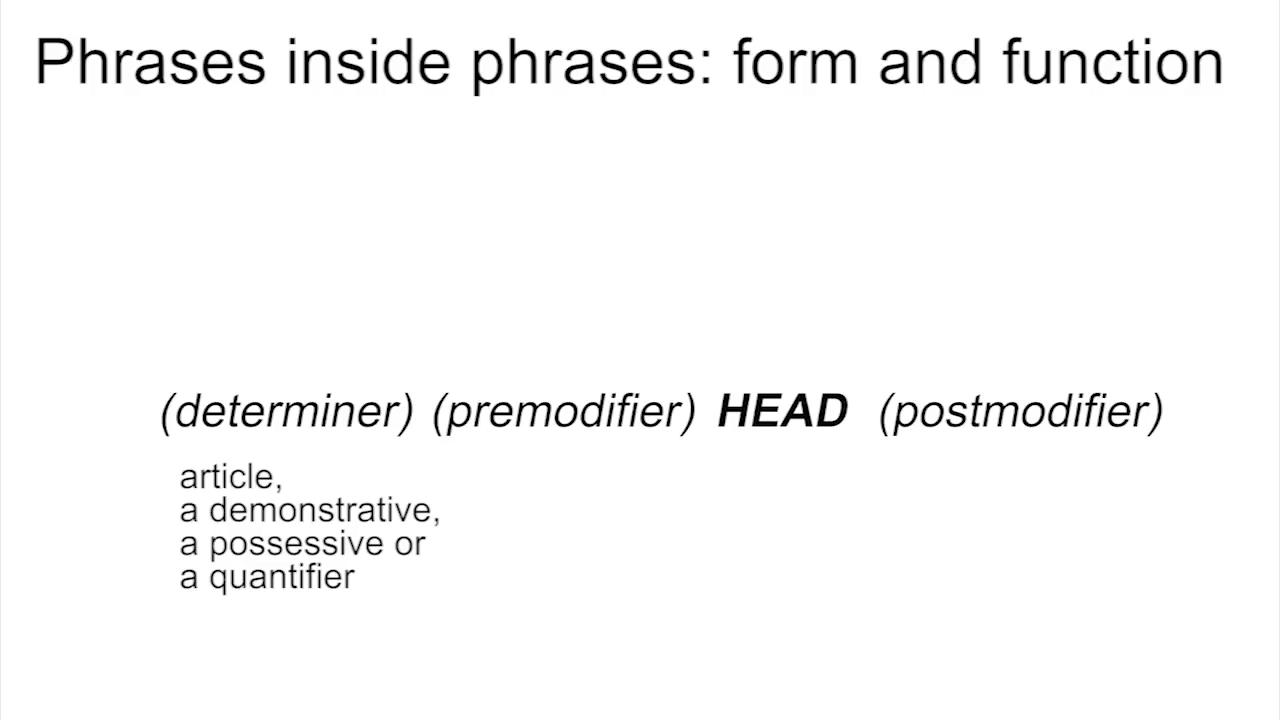 Phrases inside phrases: form and function
(determiner) (premodifier) HEAD (postmodifier)
article,
a demonstrative,
a possessive or
a quantifier